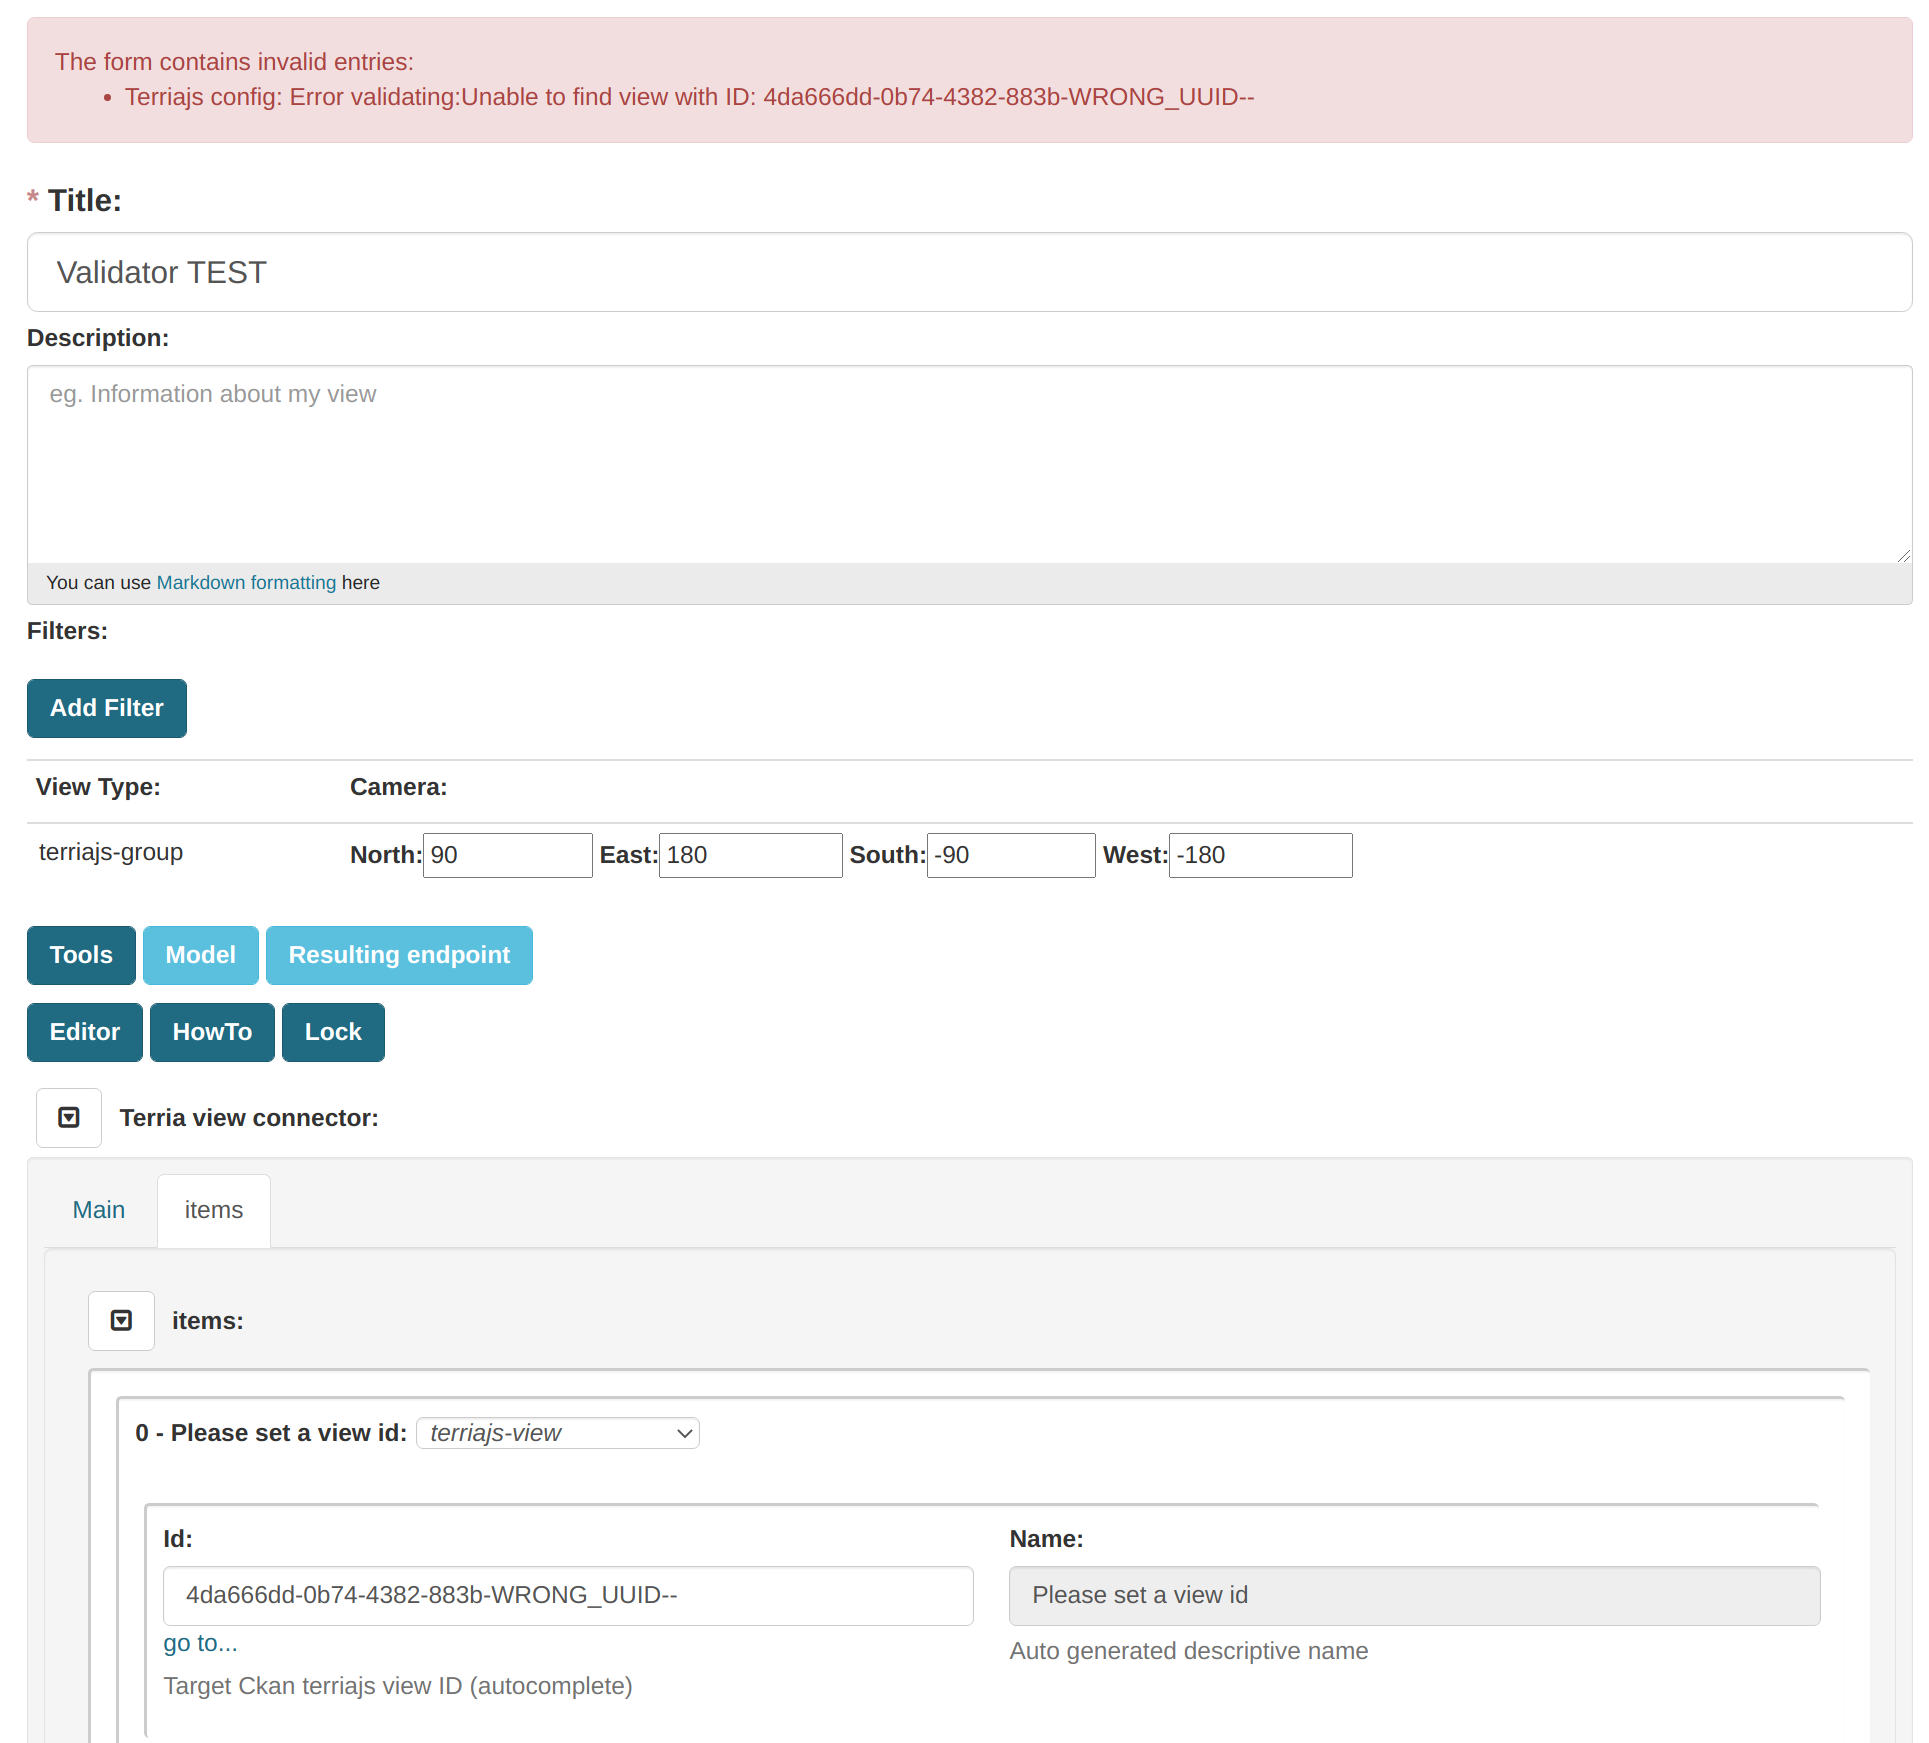 The form contains invalid entries:
• Terriajs config: Error validating:Unable to find view with ID: 4da666dd-0b74-4382-883b-WRONG_UUID--
* Title:
Validator TEST
Description:
eg. Information about my view
You can use Markdown formatting here
Filters:
Add Filter
View Type: Camera:
terriajs-group North: 90 East: 180 South: -90 West: -180
Tools Model Resulting endpoint
Editor HowTo Lock
Terria view connector:
Main items
items:
0 - Please set a view id: terriajs-view
Id: Name:
4da666dd-0b74-4382-883b-WRONG_UUID-- Please set a view id
go to...
Auto generated descriptive name
Target Ckan terriajs view ID (autocomplete)